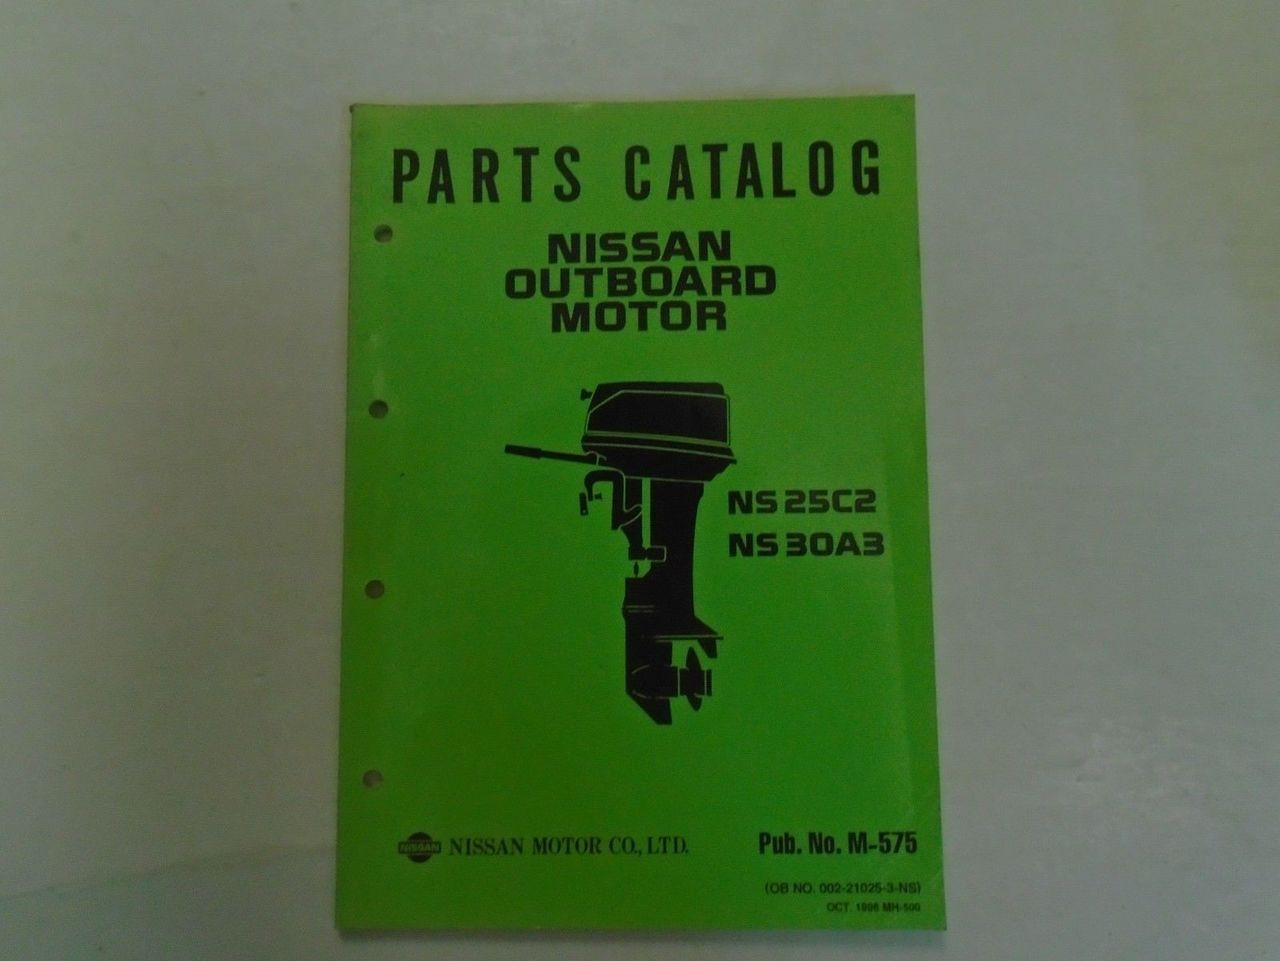 PARTS CATALOG
NISSAN
OUTBOARD
MOTOR
NS 25C2
NS 30A3
NISSAN
NISSAN MOTOR CO., LTD.
Pub. No. M-575
(OB NO. 002-21025-3-NS)
OCT. 1996 MH-500